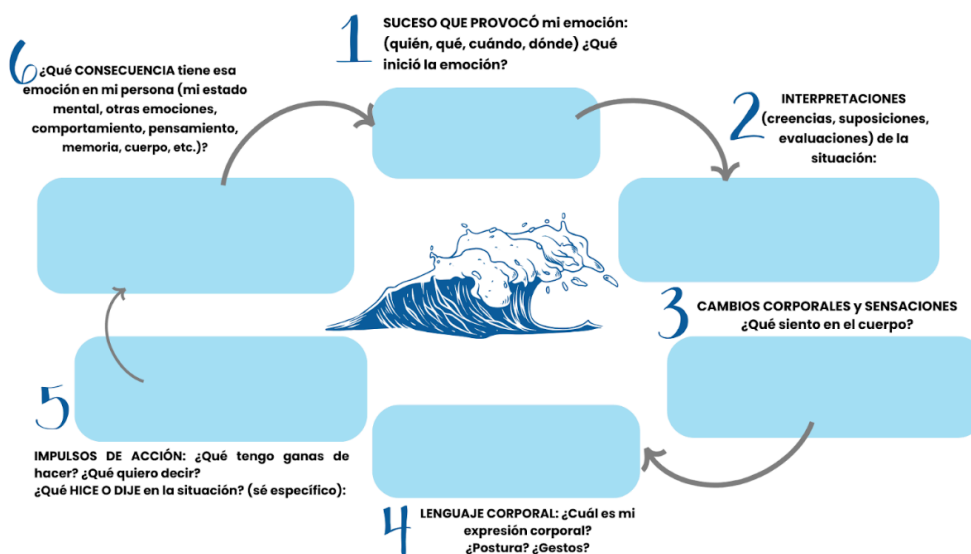 1
SUCESO QUE PROVOCÓ mi emoción:
(quién, qué, cuándo, dónde) ¿Qué
inició la emoción?
2
INTERPRETACIONES
(creencias, suposiciones,
evaluaciones) de la
situación:
3
CAMBIOS CORPORALES y SENSACIONES
¿Qué siento en el cuerpo?
4
LENGUAJE CORPORAL: ¿Cuál es mi
expresión corporal?
¿Postura? ¿Gestos?
5
IMPULSOS DE ACCIÓN: ¿Qué tengo ganas de
hacer? ¿Qué quiero decir?
¿Qué HICE O DIJE en la situación? (sé específico):
6
¿Qué CONSECUENCIA tiene esa
emoción en mi persona (mi estado
mental, otras emociones,
comportamiento, pensamiento,
memoria, cuerpo, etc.)?